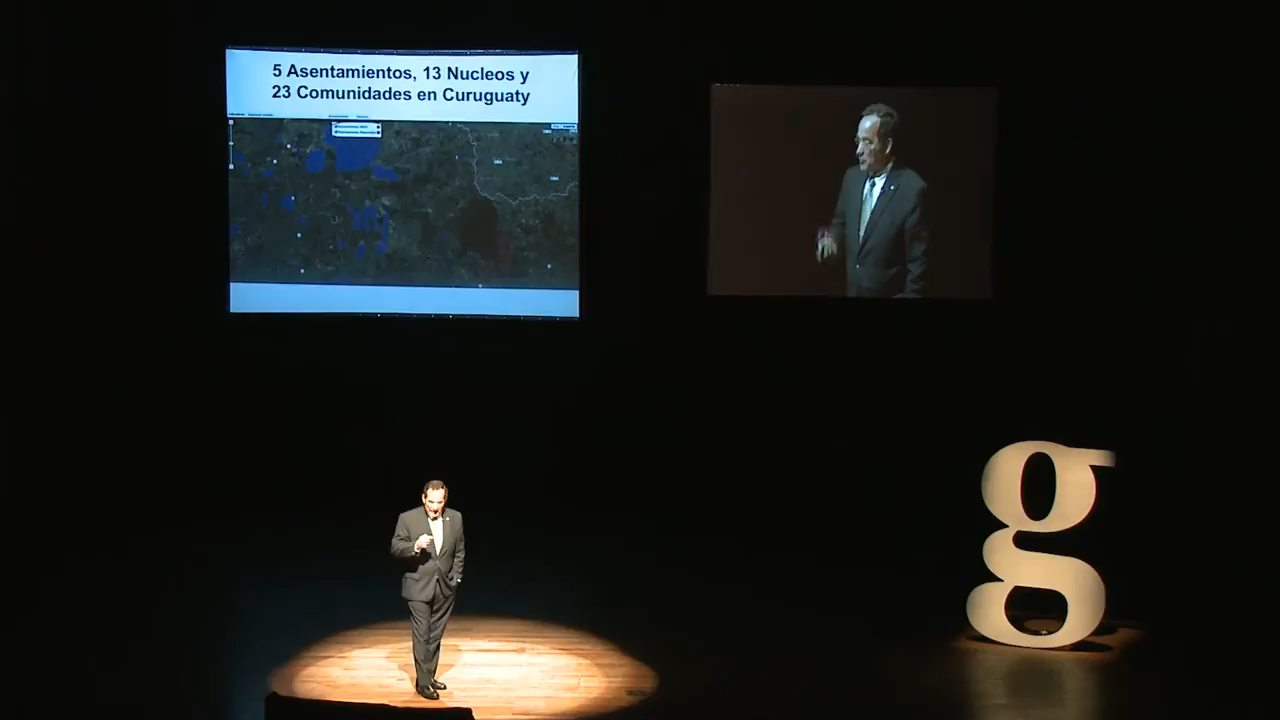 5 Asentamientos, 13 Nucleos y
23 Comunidades en Curuguaty
g